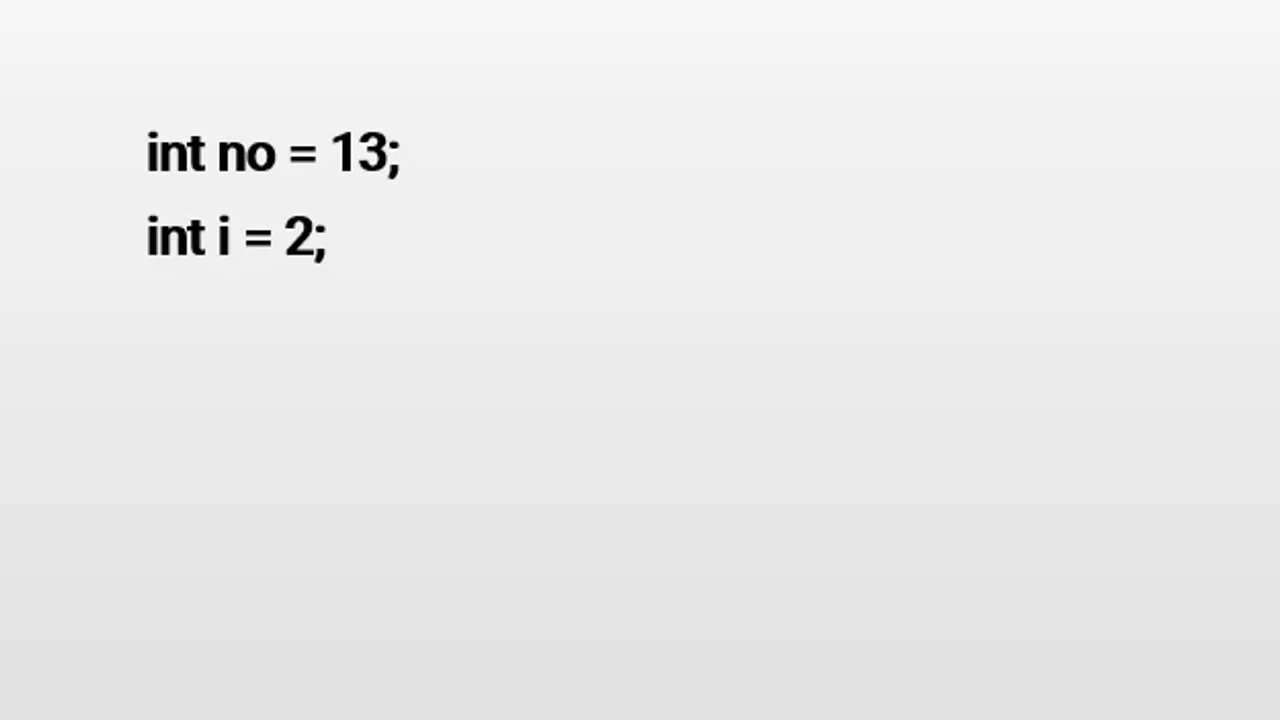 int no = 13;
int i = 2;